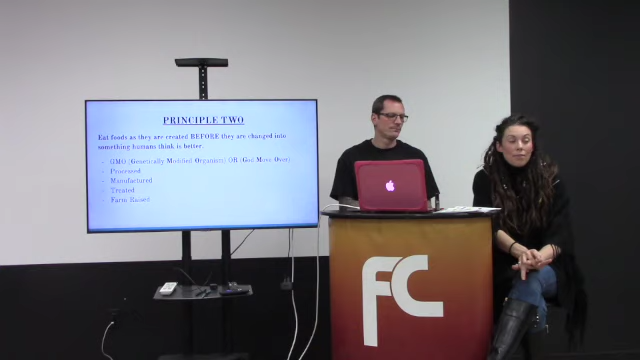 PRINCIPLE TWO
Eat foods as they are created BEFORE they are changed into
something humans think is better.
- GMO [Genetically Modified Organism] OR (God Move Over)
- Processed
- Manufactured
- Treated
- Farm Raised
FC